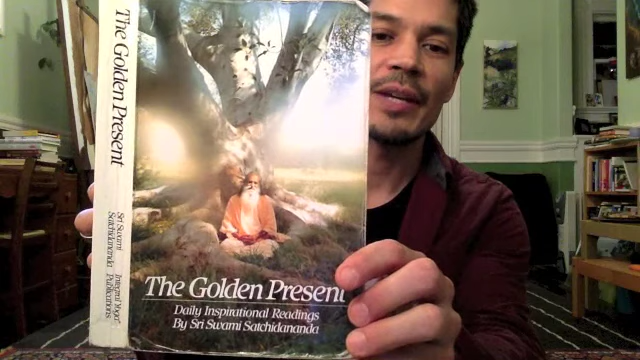 The Golden Present
Sri Swami
Satchidananda
Integral Yoga®
Publications
The Golden Present
Daily Inspirational Readings
By Sri Swami Satchidananda